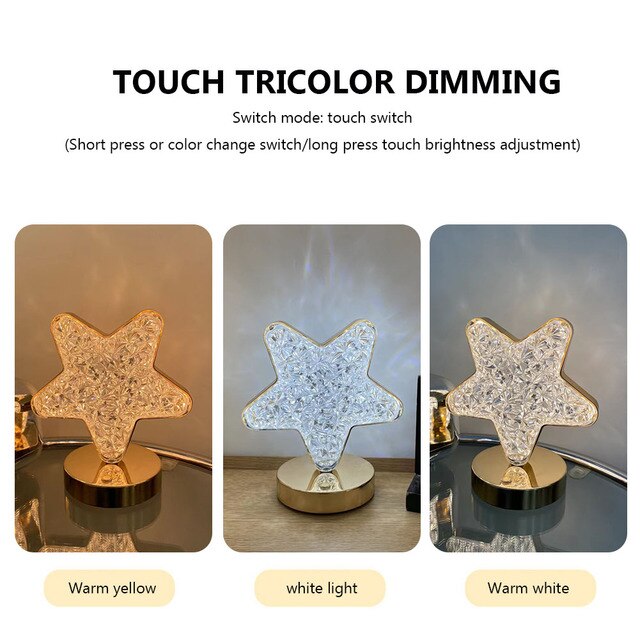 TOUCH TRICOLOR DIMMING
Switch mode: touch switch
(Short press or color change switch/long press touch brightness adjustment)
Warm yellow
white light
Warm white